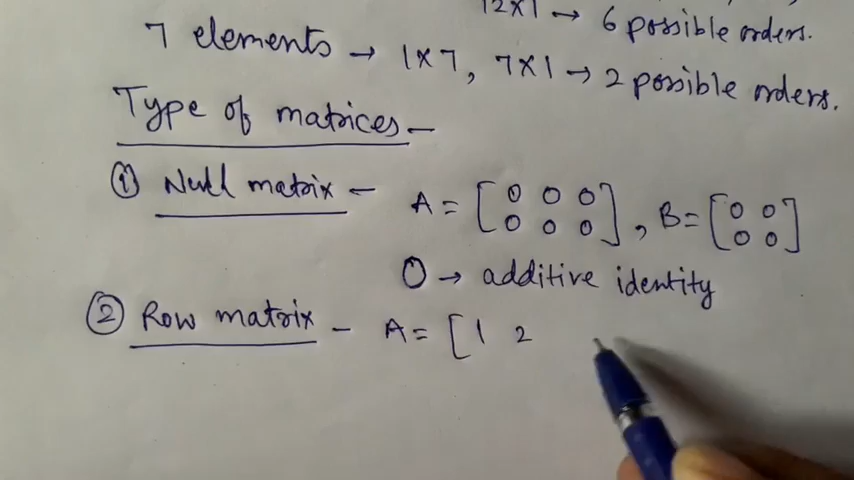 12×1 → 6 possible orders.
7 elements → 1×7, 7×1 → 2 possible orders.
Type of matrices –
① Null matrix – A = [0 0 0
0 0 0], B = [0 0
0 0]
O → additive identity
② Row matrix – A = [1 2